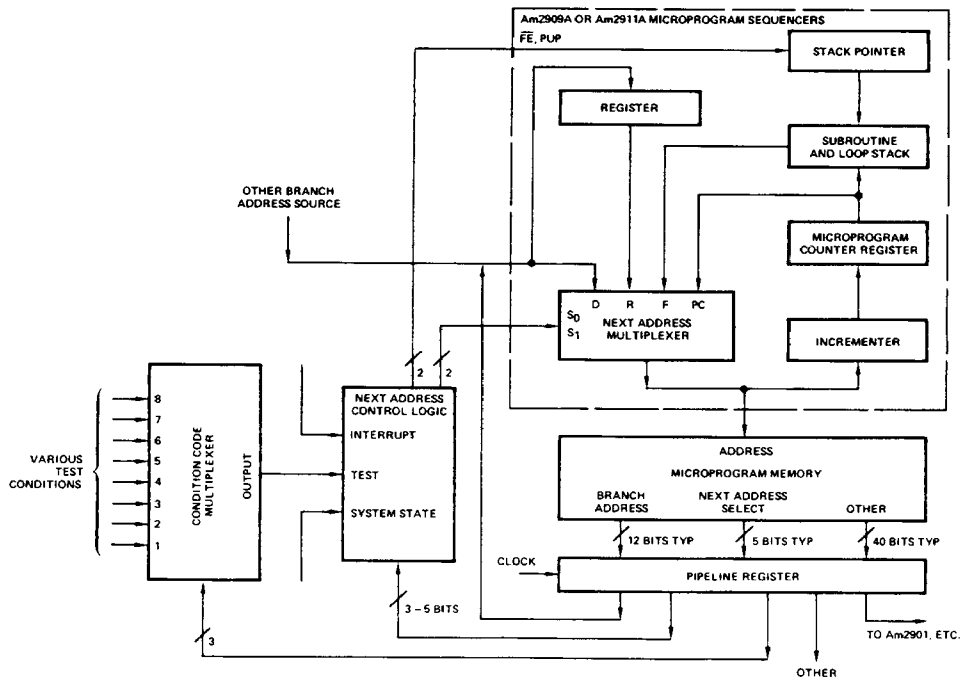 Am2909A OR Am2911A MICROPROGRAM SEQUENCERS
FE, PUP
STACK POINTER
REGISTER
SUBROUTINE
AND LOOP STACK
OTHER BRANCH
ADDRESS SOURCE
MICROPROGRAM
COUNTER REGISTER
D R F PC
S0
S1
NEXT ADDRESS
MULTIPLEXER
INCREMENTER
2
2
NEXT ADDRESS
CONTROL LOGIC
INTERRUPT
TEST
SYSTEM STATE
VARIOUS
TEST
CONDITIONS
8
7
6
5
4
3
2
1
CONDITION CODE
MULTIPLEXER
OUTPUT
ADDRESS
MICROPROGRAM MEMORY
BRANCH
ADDRESS
NEXT ADDRESS
SELECT
OTHER
12 BITS TYP
5 BITS TYP
40 BITS TYP
CLOCK
PIPELINE REGISTER
3 – 5 BITS
3
TO Am2901, ETC.
OTHER